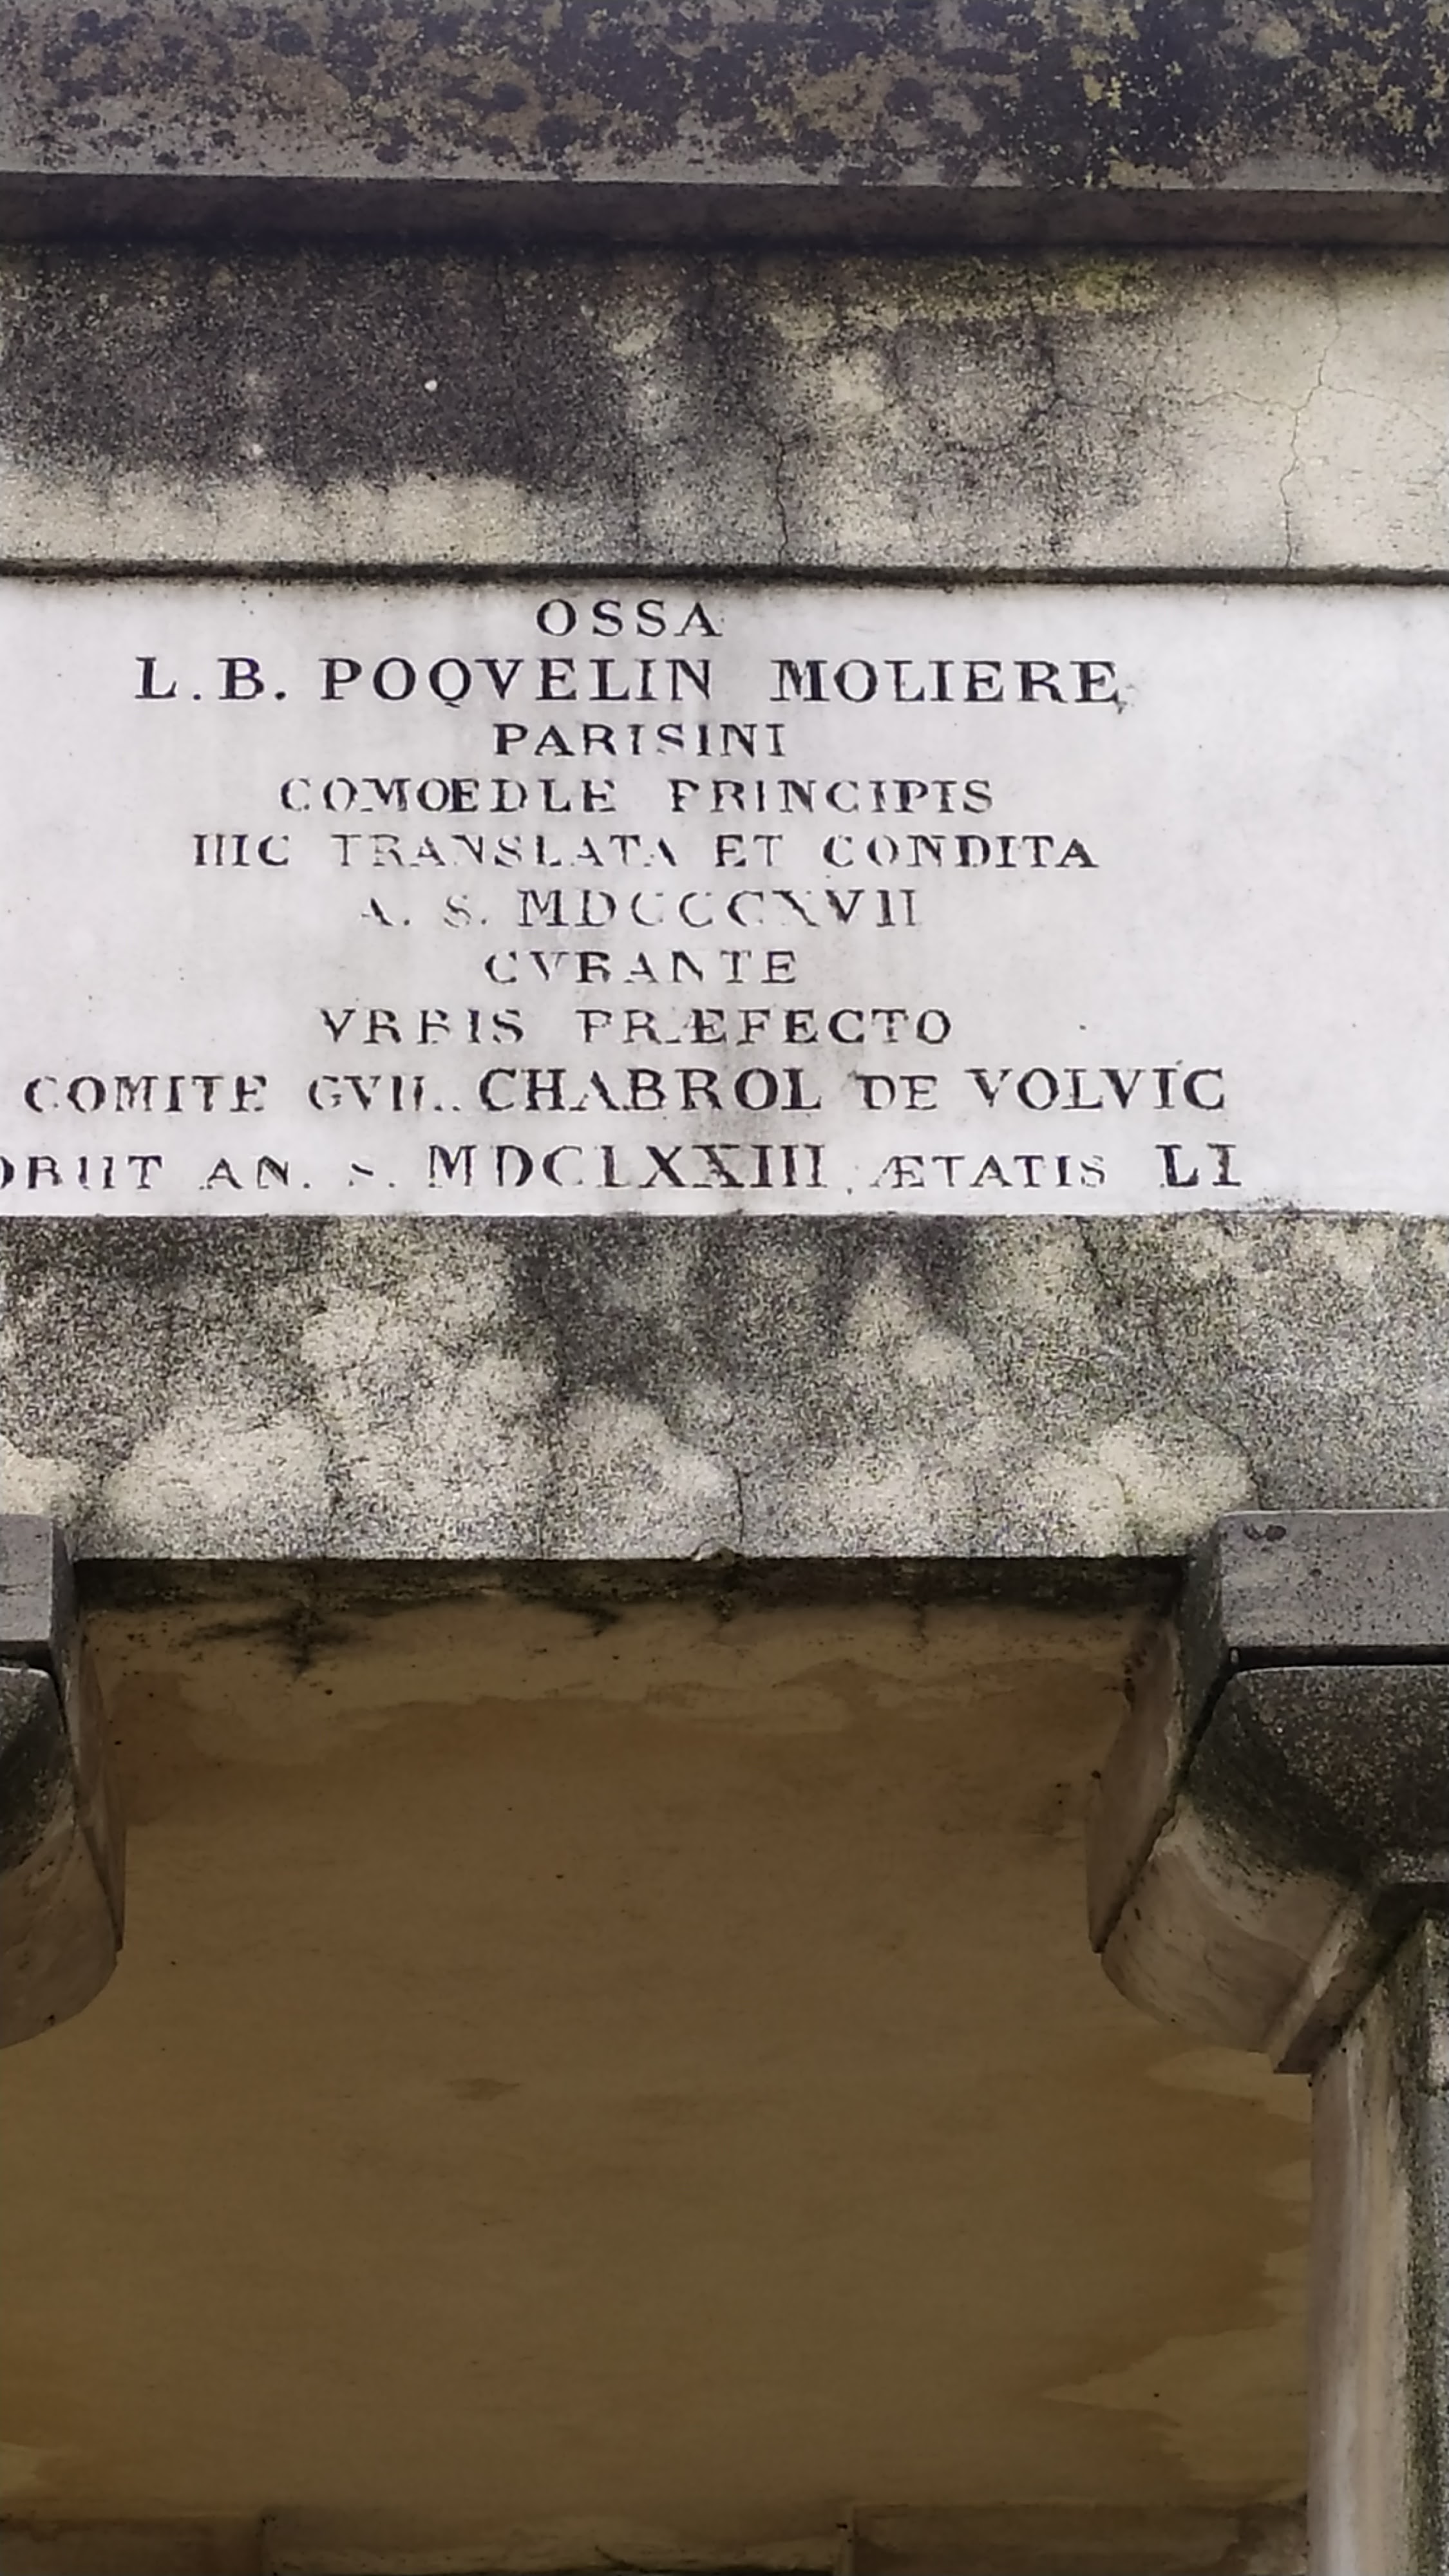 OSSA
L.B. POQVELIN MOLIERE
PARISINI
COMOEDIÆ PRINCIPIS
HIC TRANSLATA ET CONDITA
A. S. MDCCCXVII
CVRANTE
VRBIS PRÆFECTO
COMITE GVIL. CHABROL DE VOLVIC
OBIIT AN. S. MDCLXXIII, ÆTATIS LI